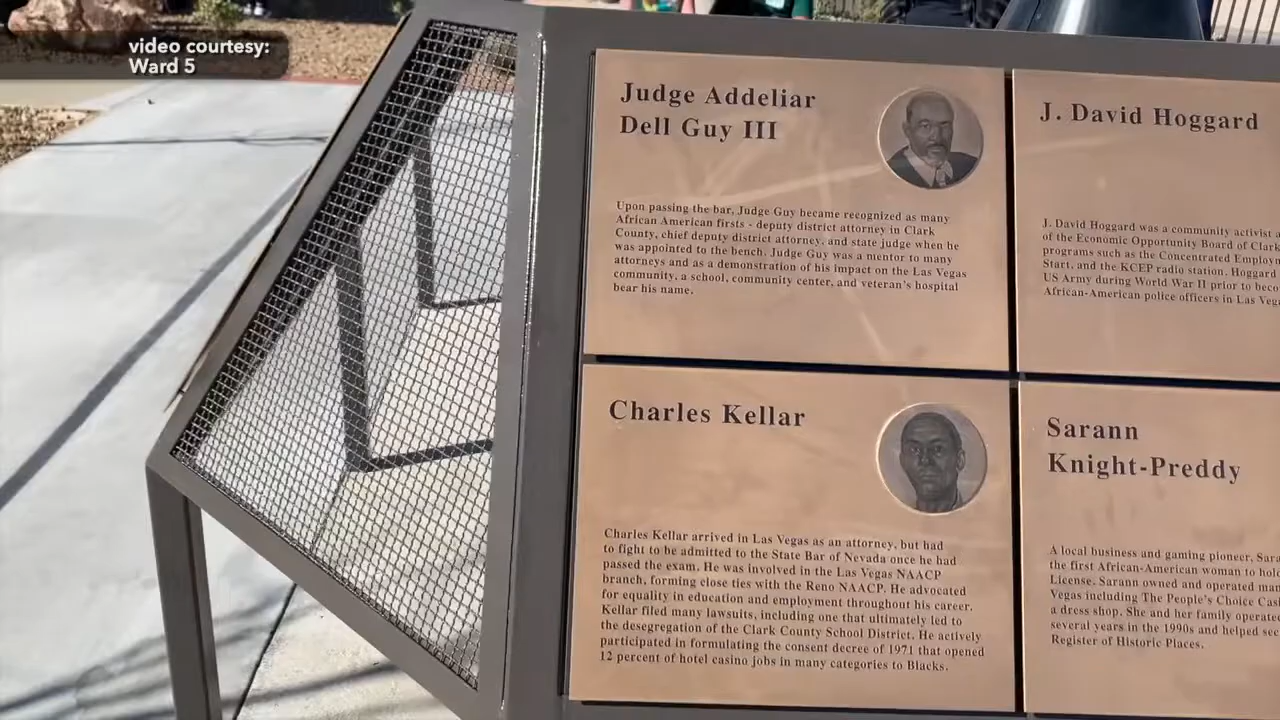 video courtesy:
Ward 5
Judge Addeliar
Dell Guy III
Upon passing the bar, Judge Guy became recognized as many
African American firsts - deputy district attorney in Clark
County, chief deputy district attorney, and state judge when he
was appointed to the bench. Judge Guy was a mentor to many
attorneys and as a demonstration of his impact on the Las Vegas
community, a school, community center, and veteran's hospital
bear his name.
J. David Hoggard
J. David Hoggard was a community activist
of the Economic Opportunity Board of Clark
programs such as the Concentrated
Start, and the KCEP radio station. Hoggard
US Army during World War II prior to
African-American police officers in Las
Charles Kellar
Charles Kellar arrived in Las Vegas as an attorney, but had
to fight to be admitted to the State Bar of Nevada once he had
passed the exam. He was involved in the Las Vegas NAACP
branch, forming close ties with the Reno NAACP. He advocated
for equality in education and employment throughout his career.
Kellar filed many lawsuits, including one that ultimately led to
the desegregation of the Clark County School District. He actively
participated in formulating the consent decree of 1971 that opened
12 percent of hotel casino jobs in many categories to Blacks.
Sarann
Knight-Preddy
A local business and gaming pioneer,
the first African-American woman to
License. Sarann owned and operated
Vegas including The People's Choice
a dress shop. She and her family
several years in the 1990s and helped
Register of Historic Places.